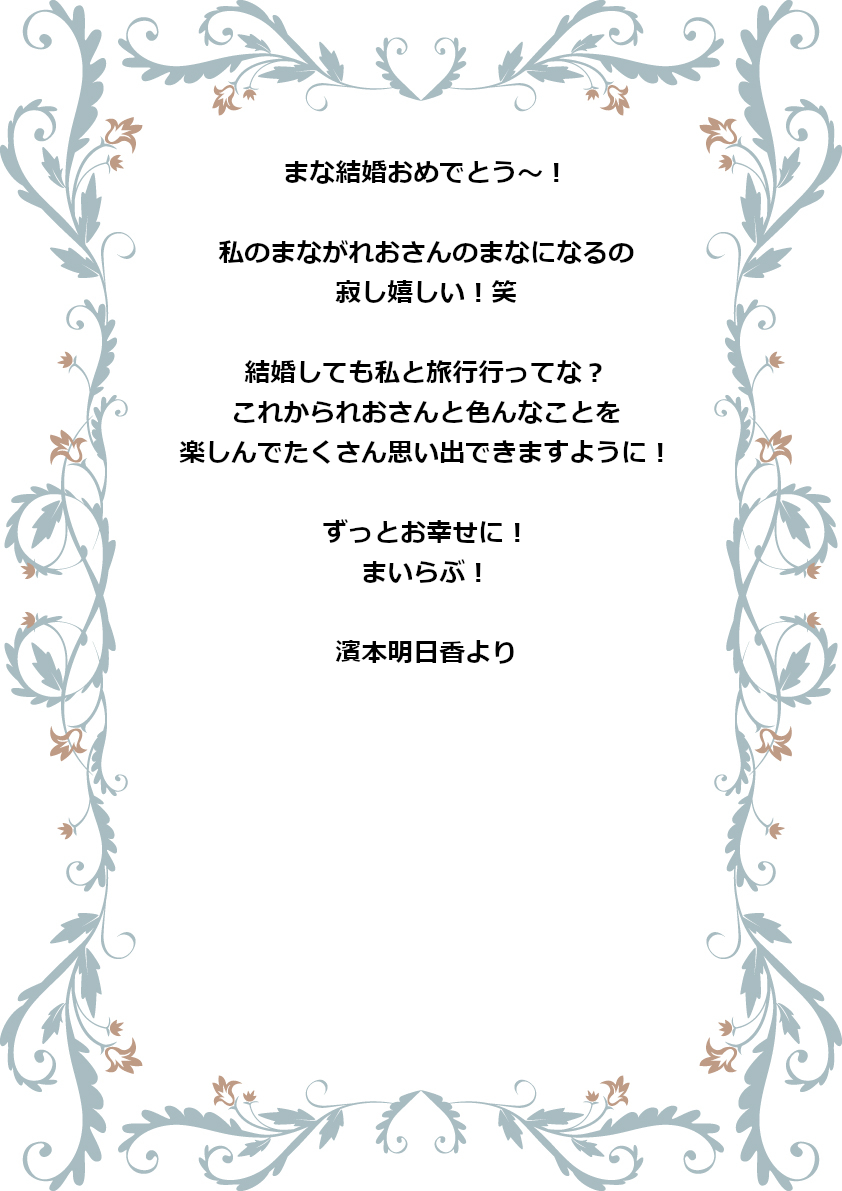 まな結婚おめでとう～！
私のまながれおさんのまなになるの
寂し嬉しい！笑
結婚しても私と旅行行ってな？
これかられおさんと色んなことを
楽しんでたくさん思い出できますように！
ずっとお幸せに！
まいらぶ！
濱本明日香より